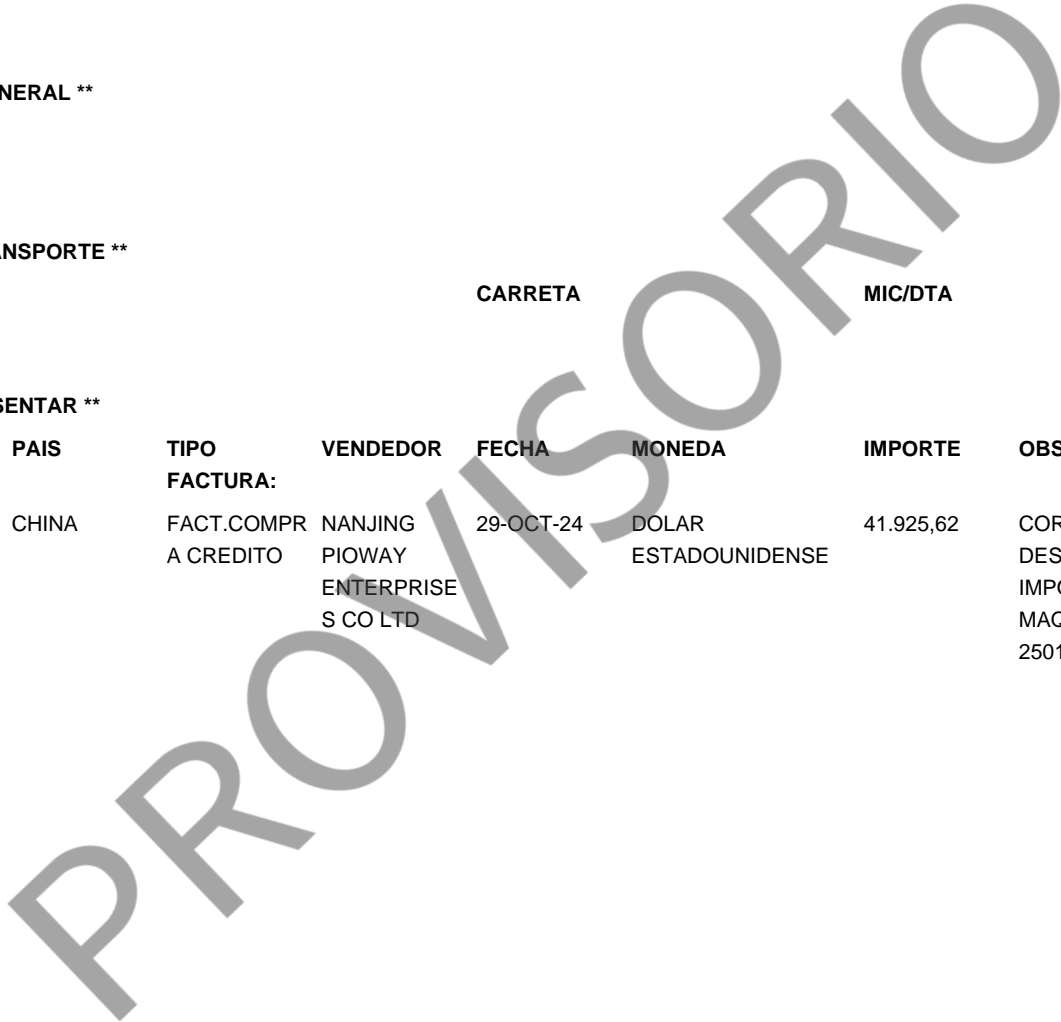 NERAL **
ANSPORTE **
CARRETA MIC/DTA
SENTAR **
PAIS TIPO FACTURA: VENDEDOR FECHA MONEDA IMPORTE OBS
CHINA FACT.COMPR A CREDITO NANJING PIOWAY ENTERPRISE S CO LTD 29-OCT-24 DOLAR ESTADOUNIDENSE 41.925,62 COR DES IMPO MAQ 2501
PROVISORIO